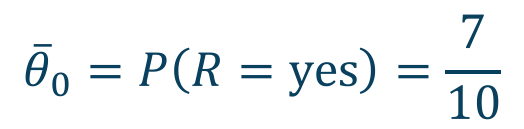 θ̄₀ = P(R = yes) = 7/10